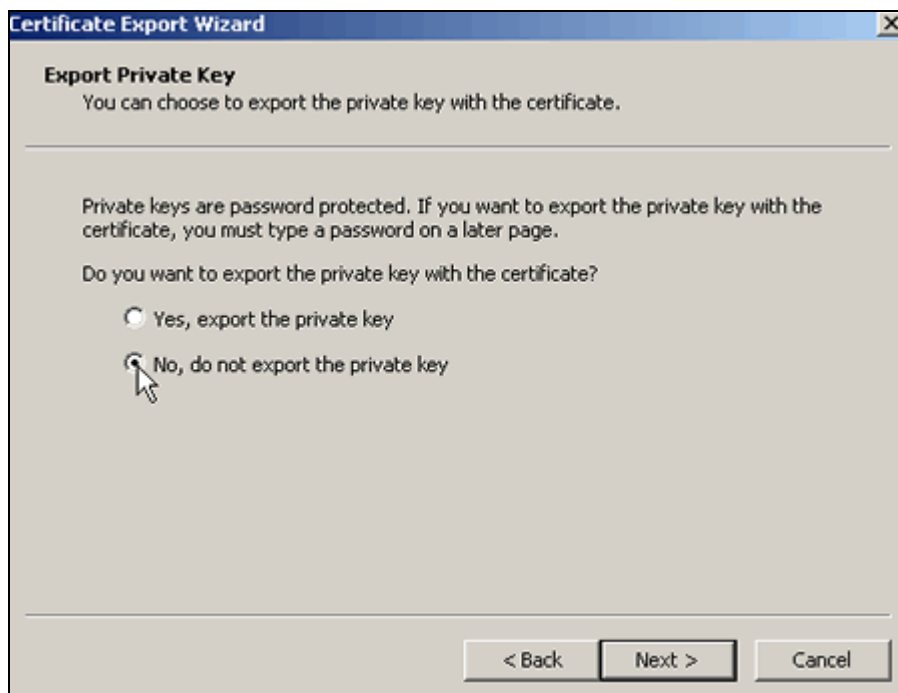 Certificate Export Wizard
Export Private Key
You can choose to export the private key with the certificate.
Private keys are password protected. If you want to export the private key with the
certificate, you must type a password on a later page.
Do you want to export the private key with the certificate?
Yes, export the private key
No, do not export the private key
< Back
Next >
Cancel